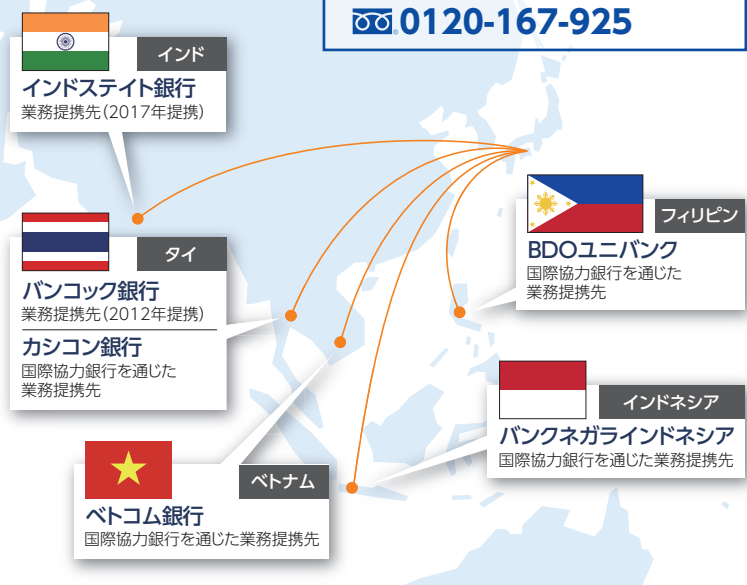 0120-167-925
インド
インドステイト銀行
業務提携先(2017年提携)
タイ
バンコック銀行
業務提携先(2012年提携)
カシコン銀行
国際協力銀行を通じた
業務提携先
フィリピン
BDOユニバンク
国際協力銀行を通じた
業務提携先
インドネシア
バンクネガラインドネシア
国際協力銀行を通じた業務提携先
ベトナム
ベトコム銀行
国際協力銀行を通じた業務提携先